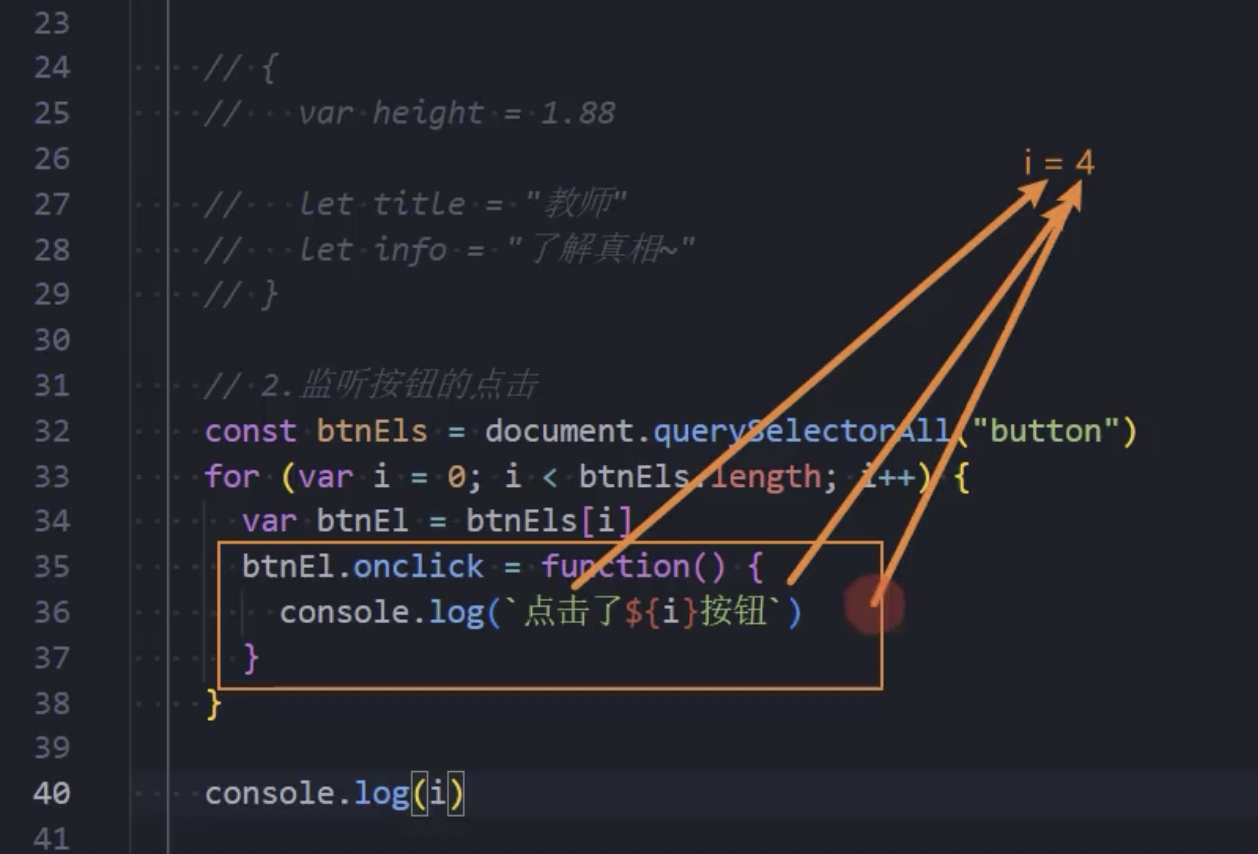 23
24 // {
25 // var height = 1.88
26
i = 4
27 // let title = "教师"
28 // let info = "了解真相~"
29 // }
30
31 // 2.监听按钮的点击
32 const btnEls = document.querySelectorAll("button")
33 for (var i = 0; i < btnEls.length; i++) {
34 var btnEl = btnEls[i]
35 btnEl.onclick = function() {
36 console.log(`点击了${i}按钮`)
37 }
38 }
39
40 console.log(i)
41